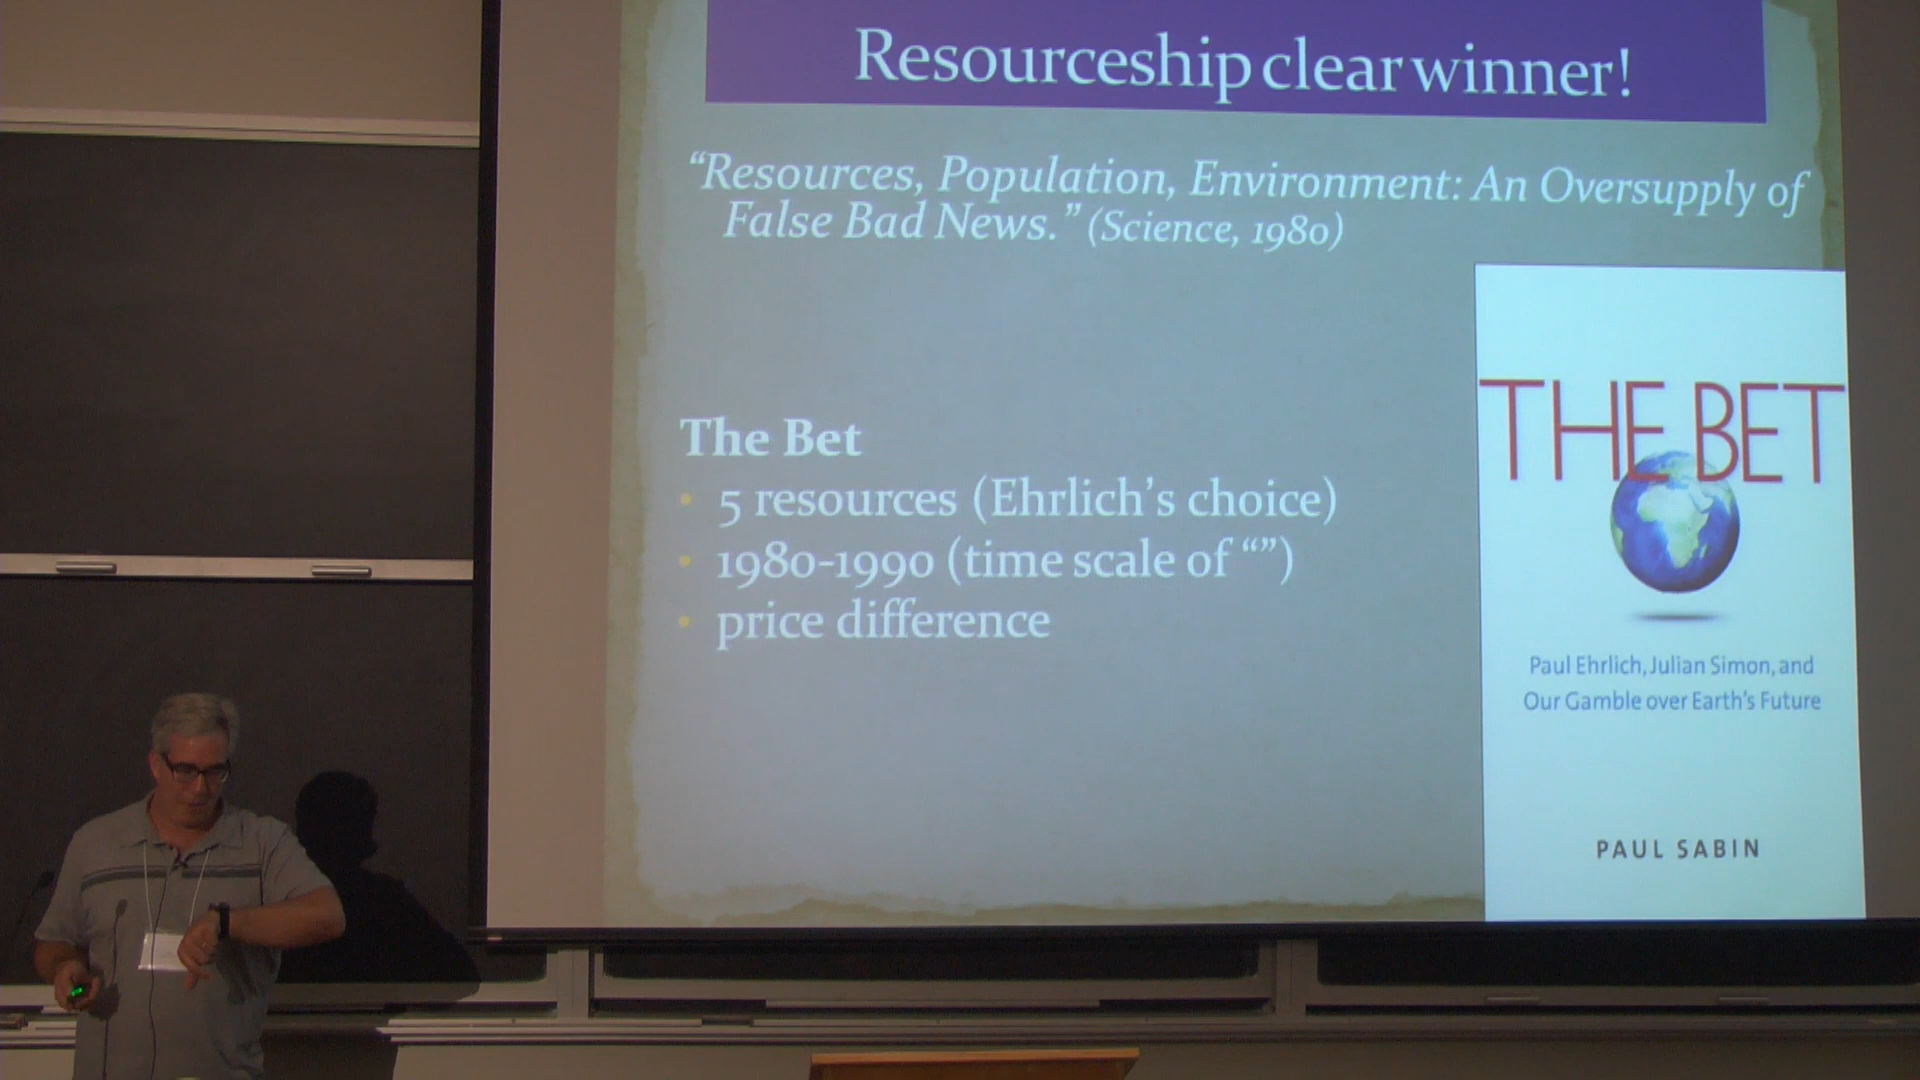 Resourceship clear winner!
“Resources, Population, Environment: An Oversupply of
False Bad News.” (Science, 1980)
The Bet
• 5 resources (Ehrlich’s choice)
• 1980-1990 (time scale of “”)
• price difference
THE BET
Paul Ehrlich, Julian Simon, and
Our Gamble over Earth’s Future
PAUL SABIN